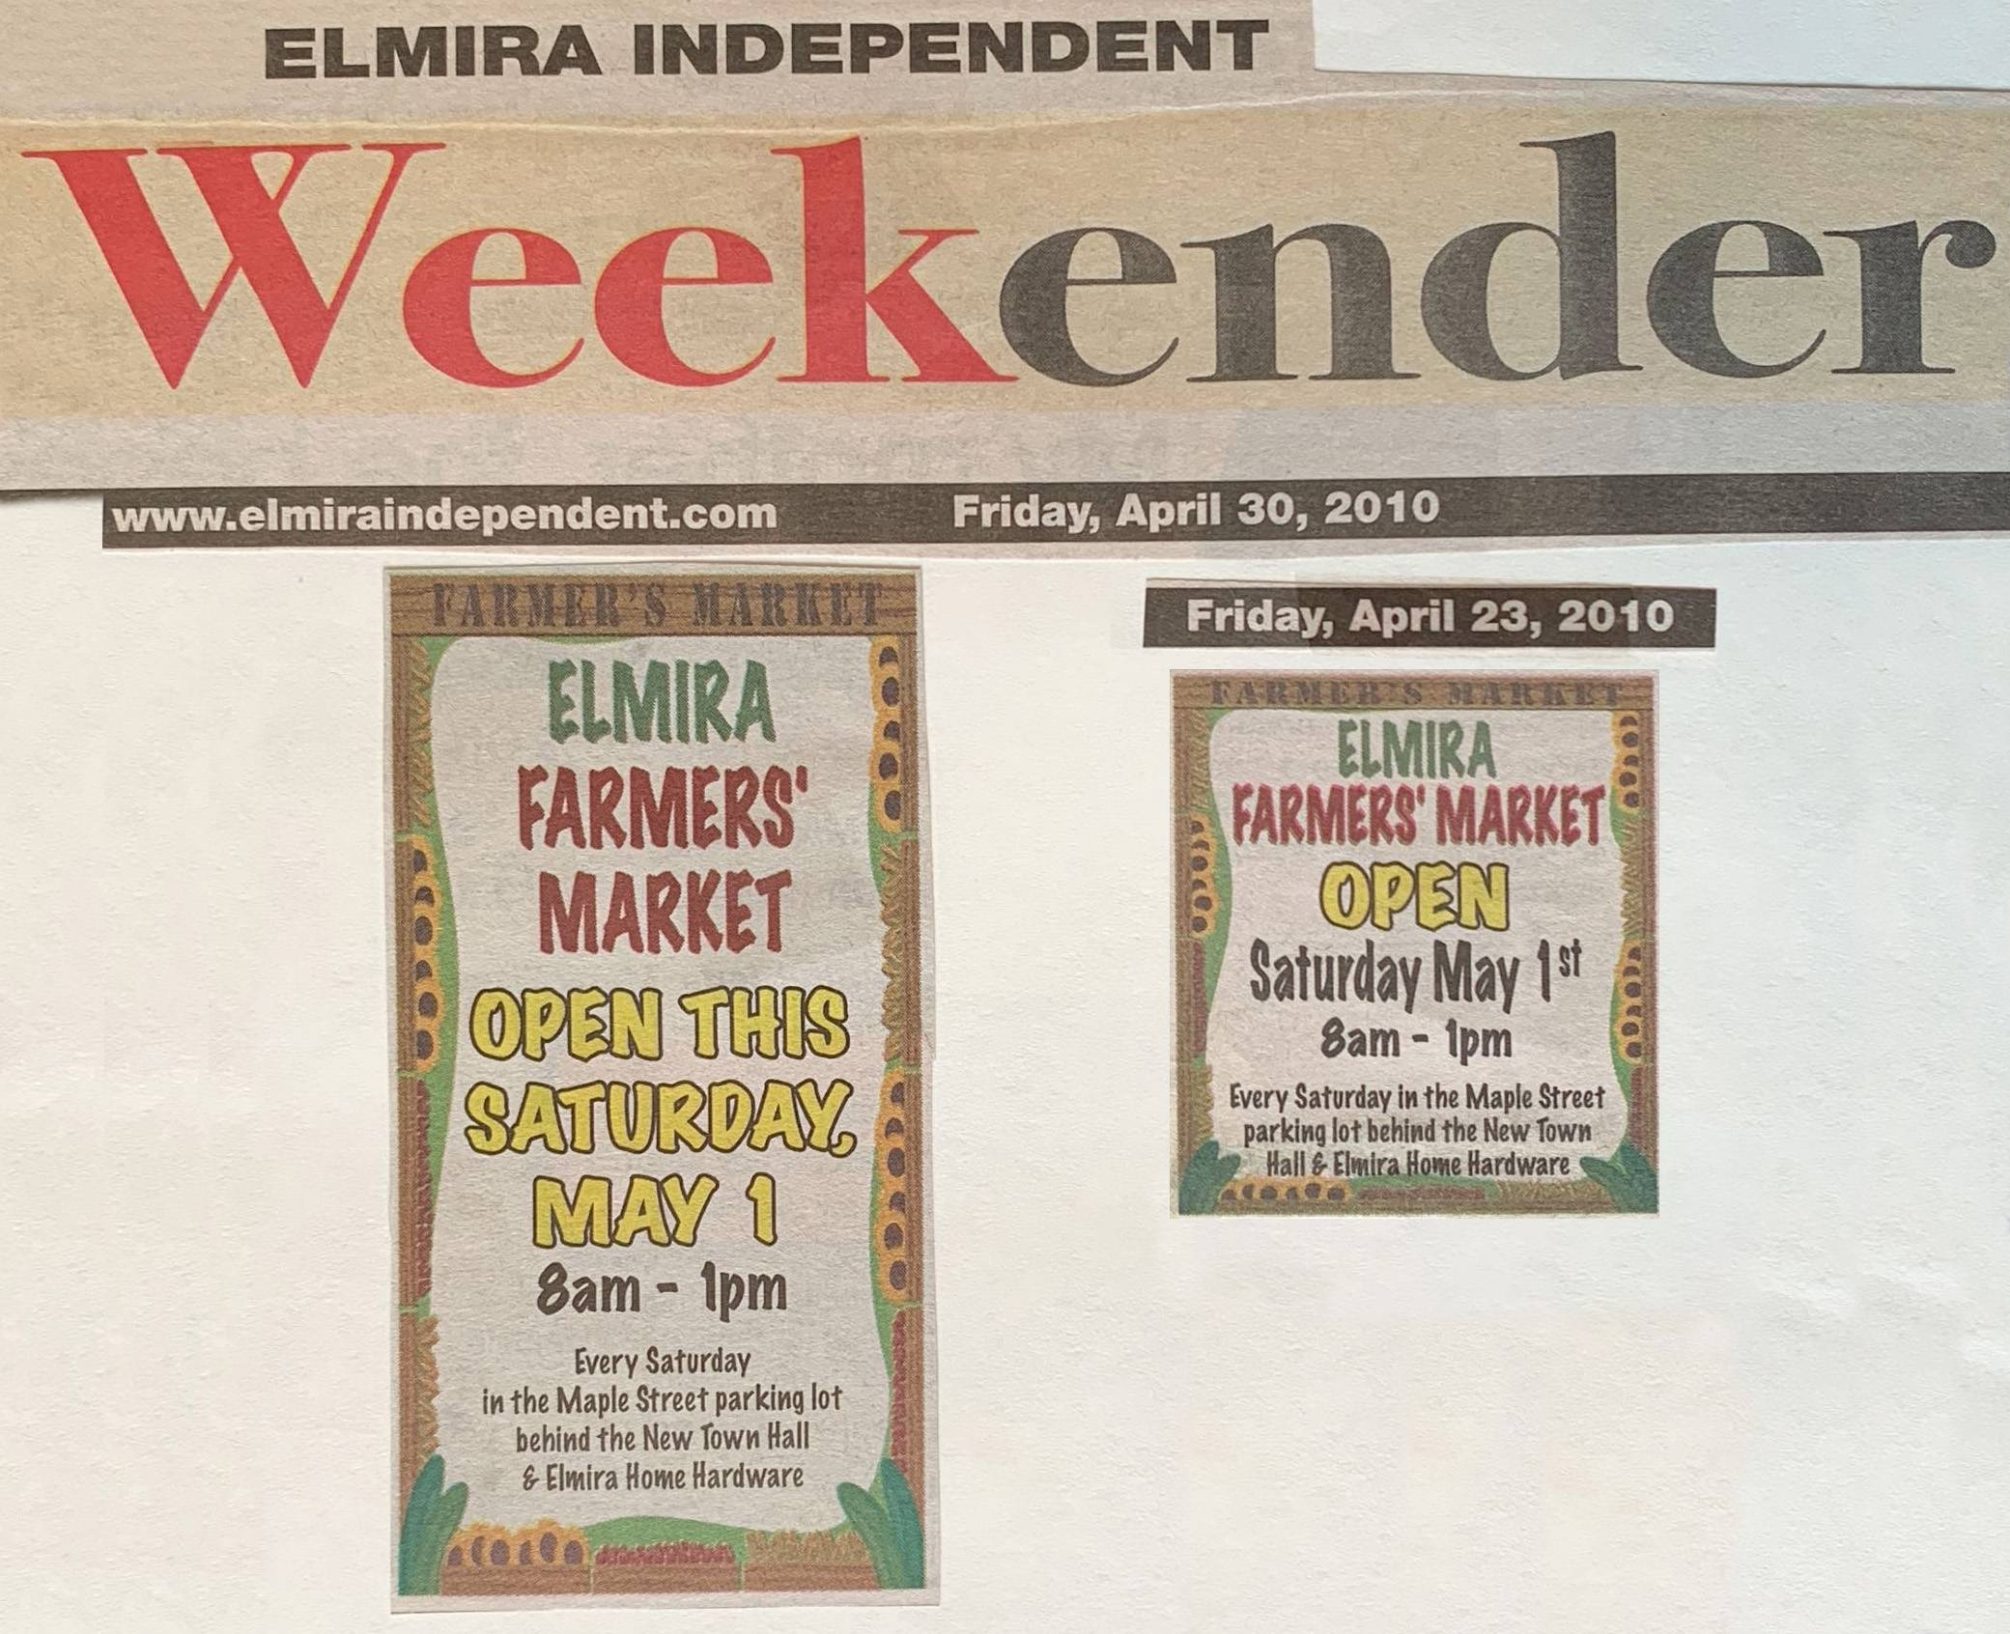 ELMIRA INDEPENDENT
Weekender
www.elmiraindependent.com Friday, April 30, 2010
FARMER'S MARKET
ELMIRA
FARMERS'
MARKET
OPEN THIS
SATURDAY,
MAY 1
8am - 1pm
Every Saturday
in the Maple Street parking lot
behind the New Town Hall
& Elmira Home Hardware
Friday, April 23, 2010
FARMER'S MARKET
ELMIRA
FARMERS' MARKET
OPEN
Saturday May 1st
8am - 1pm
Every Saturday in the Maple Street
parking lot behind the New Town
Hall & Elmira Home Hardware